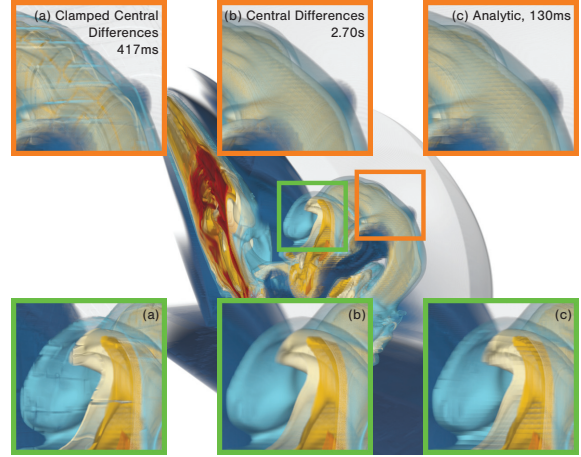 (a) Clamped Central
Differences
417ms
(b) Central Differences
2.70s
(c) Analytic, 130ms
(a)
(b)
(c)